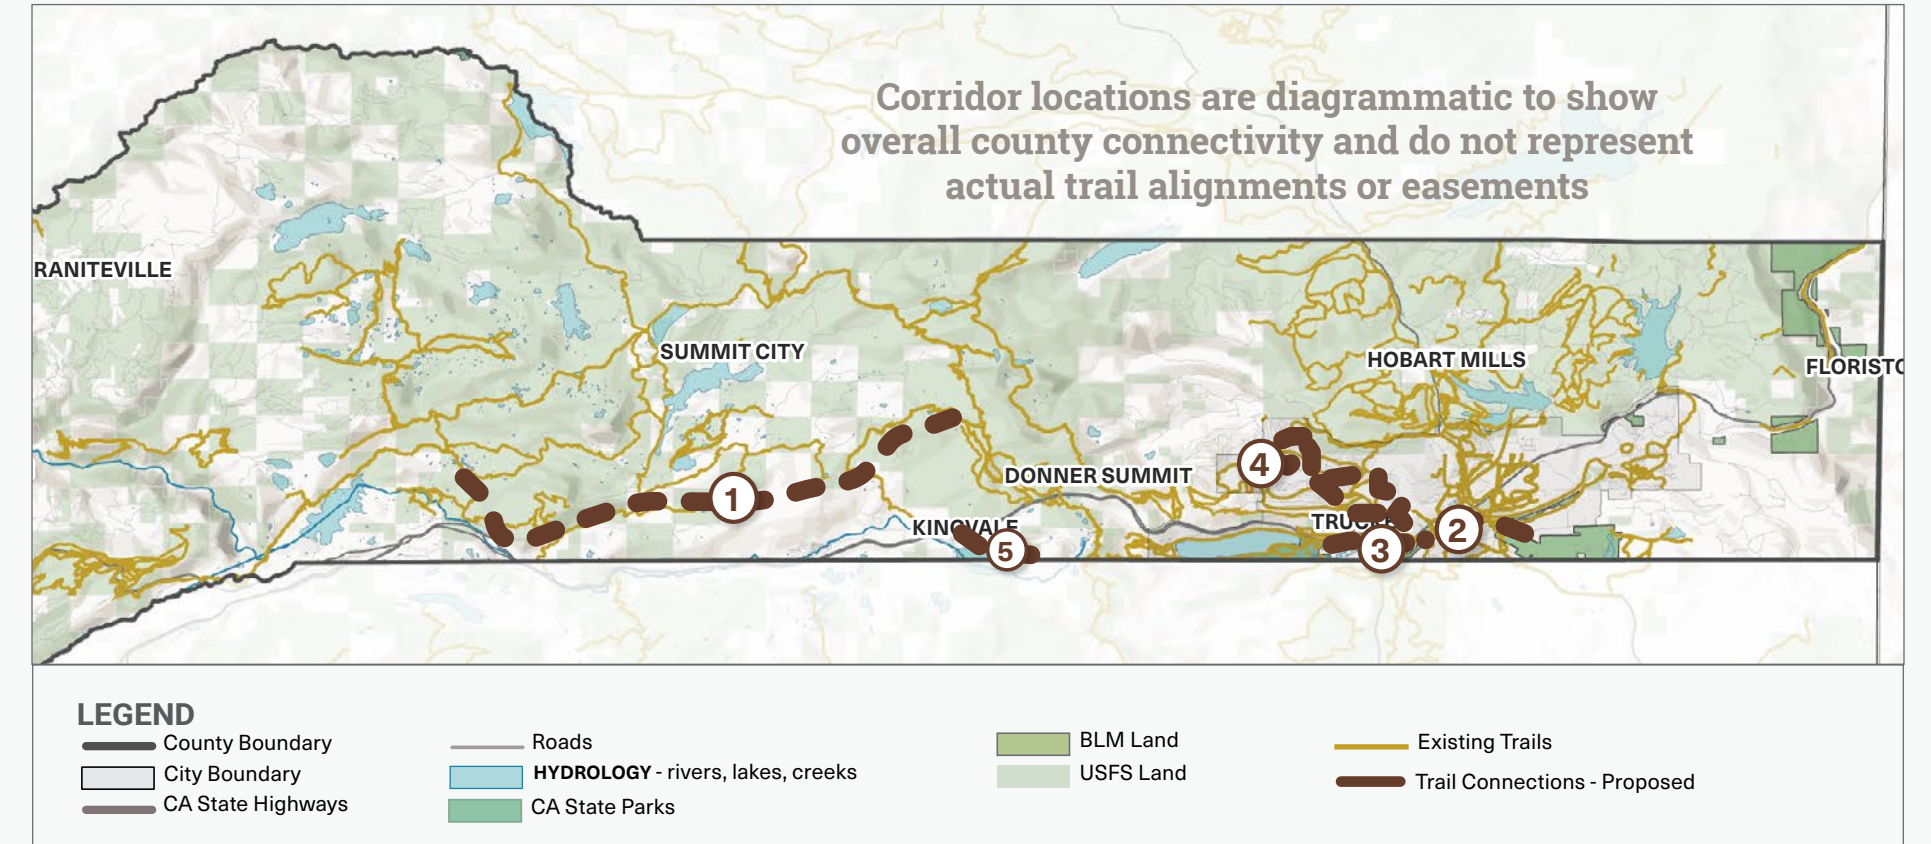 Corridor locations are diagrammatic to show
overall county connectivity and do not represent
actual trail alignments or easements
RANITEVILLE
SUMMIT CITY
HOBART MILLS
FLORISTO
4
DONNER SUMMIT
1
KINGVALE
TRUCKE
2
5
3
LEGEND
County Boundary
City Boundary
CA State Highways
Roads
HYDROLOGY - rivers, lakes, creeks
CA State Parks
BLM Land
USFS Land
Existing Trails
Trail Connections - Proposed